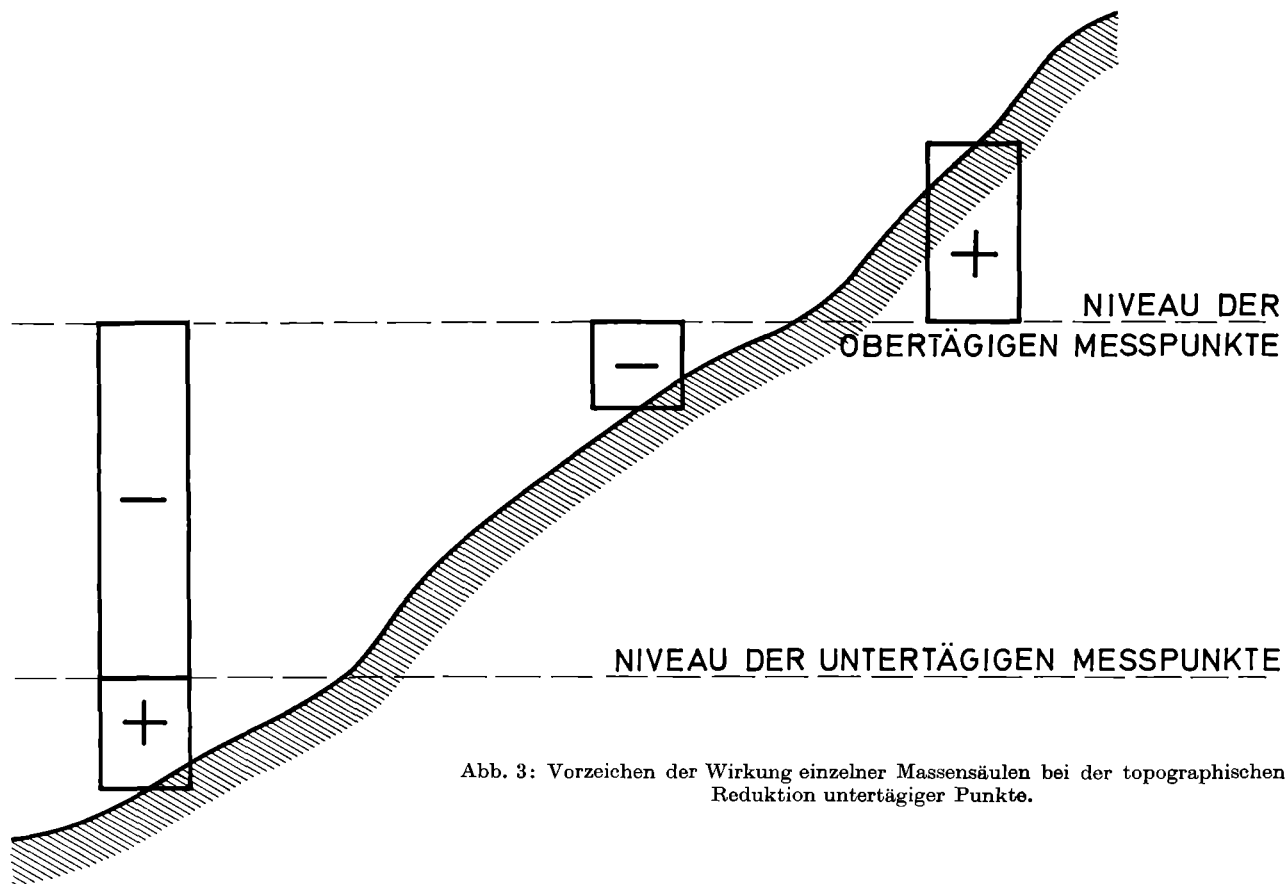 +
NIVEAU DER
OBERTÄGIGEN MESSPUNKTE
−
−
NIVEAU DER UNTERTÄGIGEN MESSPUNKTE
+
Abb. 3: Vorzeichen der Wirkung einzelner Massensäulen bei der topographischen
Reduktion untertägiger Punkte.